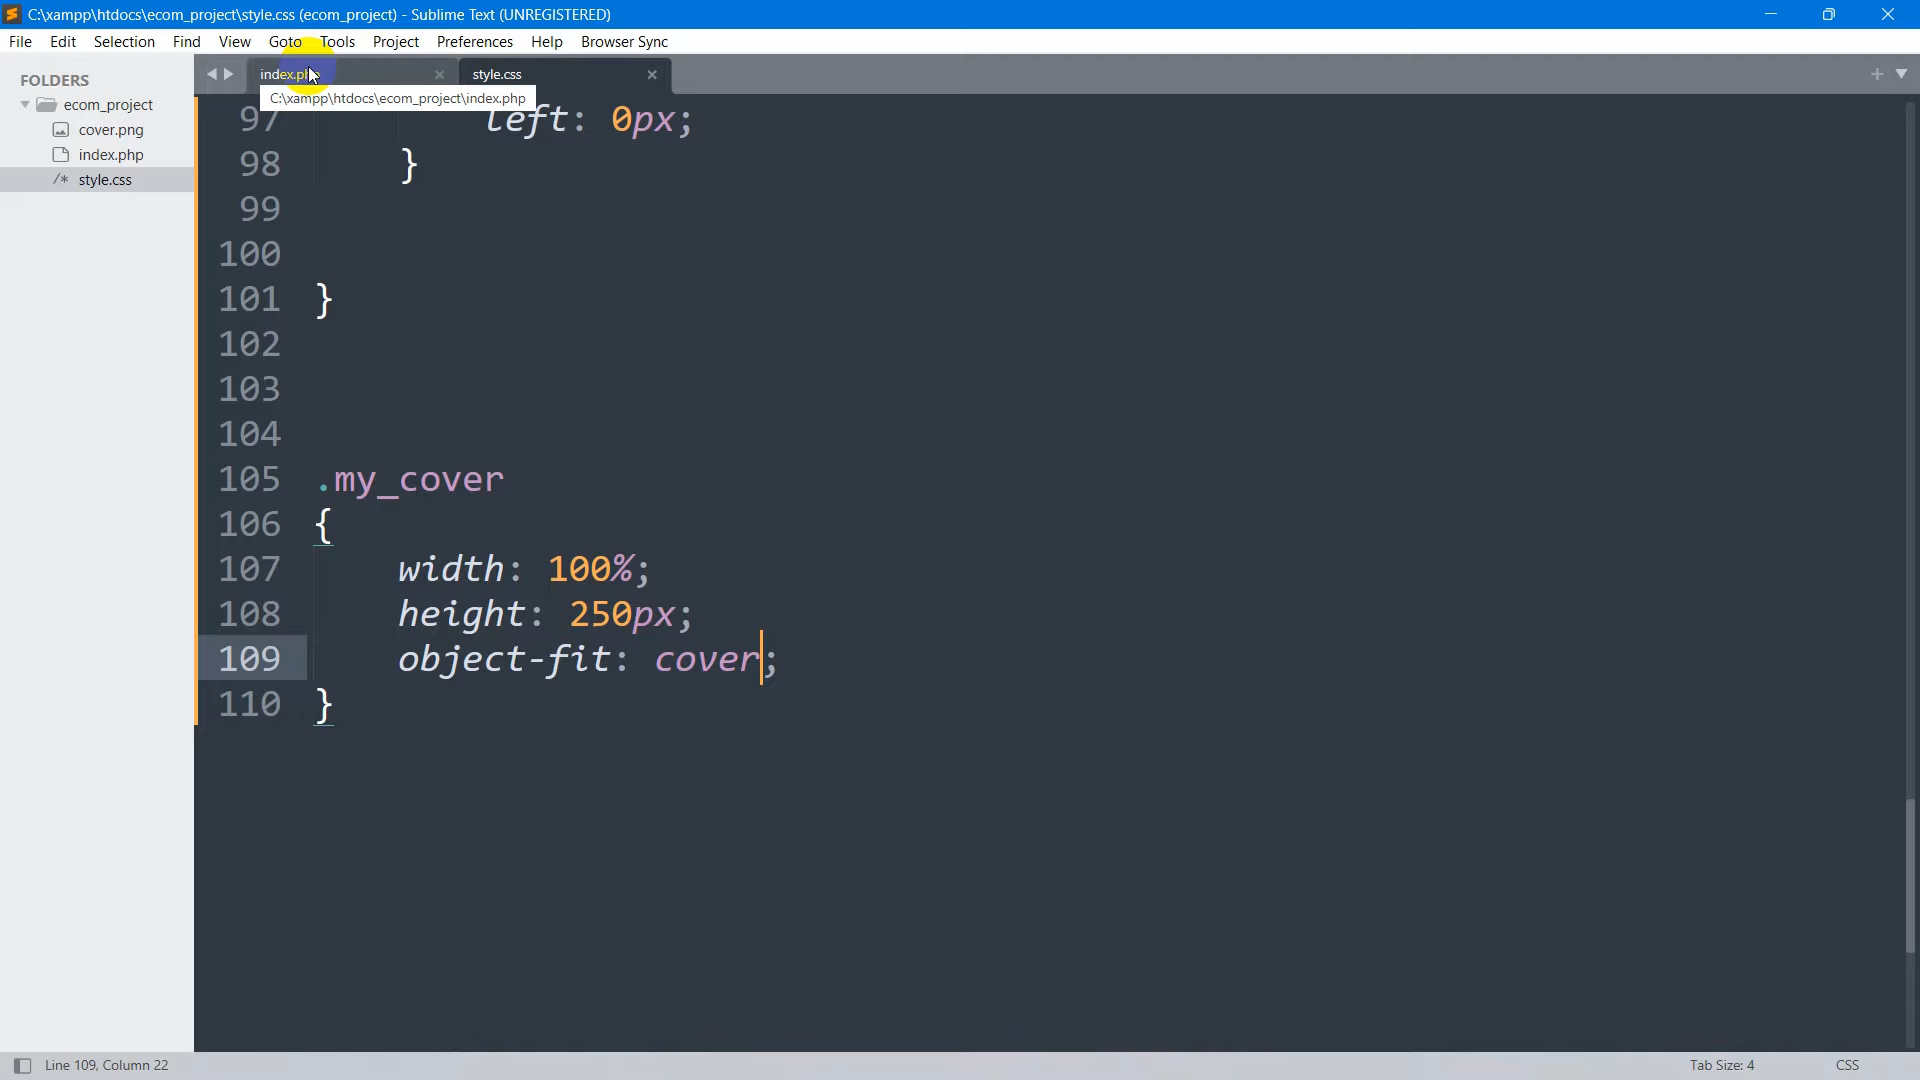 C:\xampp\htdocs\ecom_project\style.css (ecom_project) - Sublime Text (UNREGISTERED)
File Edit Selection Find View Goto Tools Project Preferences Help Browser Sync
FOLDERS
ecom_project
cover.png
index.php
/* style.css
index.php
style.css
C:\xampp\htdocs\ecom_project\index.php
97 left: 0px;
98 }
99
100
101 }
102
103
104
105 .my_cover
106 {
107 width: 100%;
108 height: 250px;
109 object-fit: cover;
110 }
Line 109, Column 22
Tab Size: 4
CSS